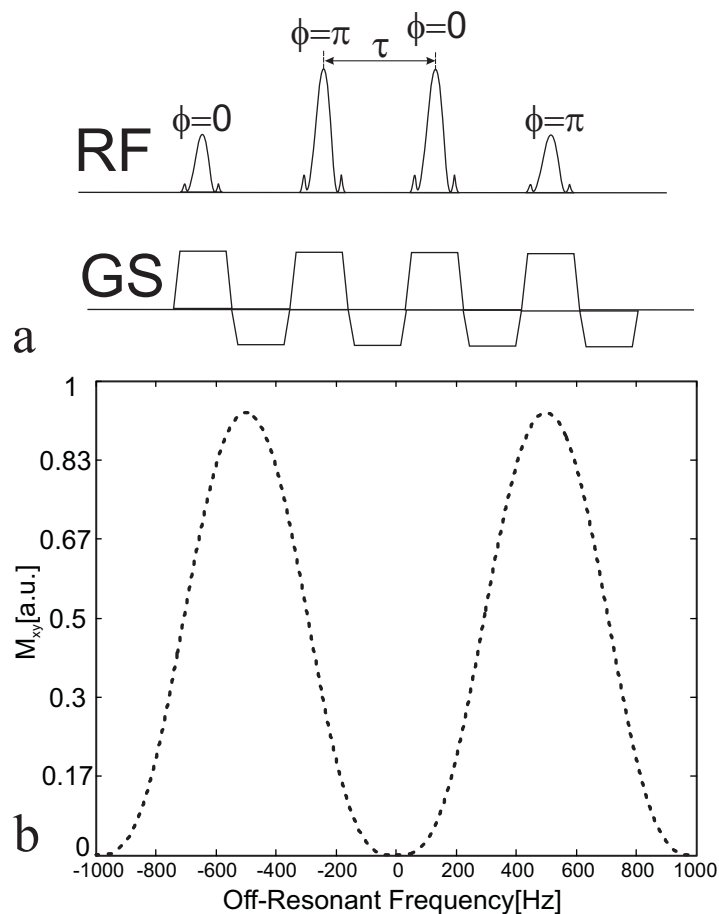 ϕ=π
τ
ϕ=0
ϕ=0
ϕ=π
RF
GS
a
1
0.83
0.67
0.5
0.3
0.17
0
M_xy[a.u.]
b
-1000 -800 -600 -400 -200 0 200 400 600 800 1000
Off-Resonant Frequency[Hz]